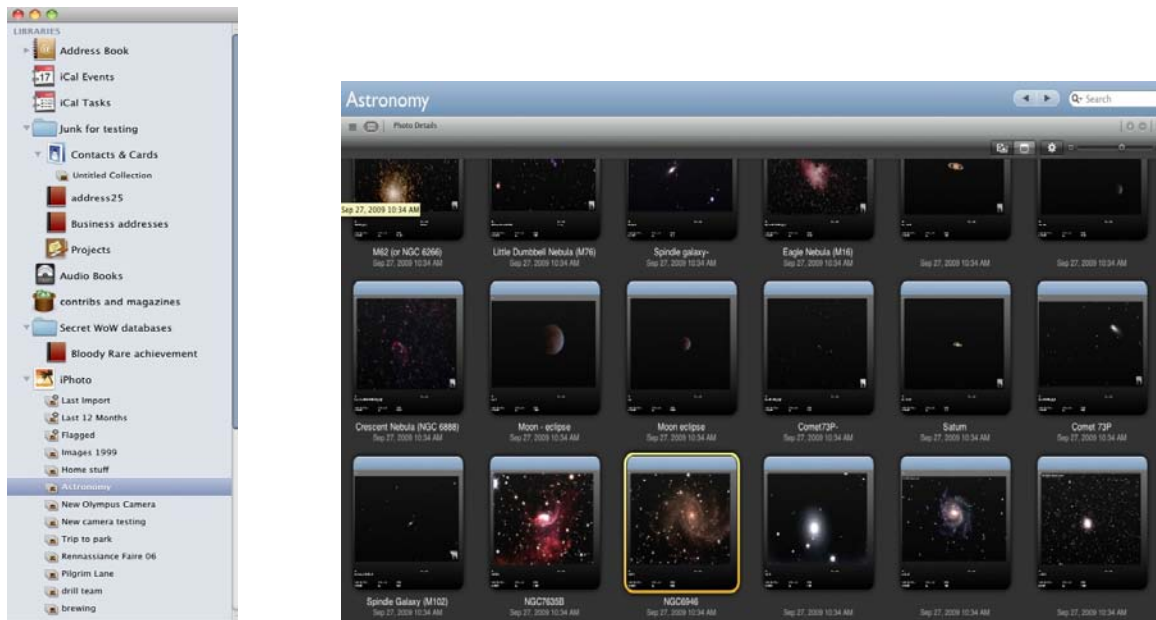 LIBRARIES
Address Book
17 iCal Events
iCal Tasks
Junk for testing
Contacts & Cards
Untitled Collection
address25
Business addresses
Projects
Audio Books
contribs and magazines
Secret WoW databases
Bloody Rare achievement
iPhoto
Last Import
Last 12 Months
Flagged
Images 1999
Home stuff
Astronomy
New Olympus Camera
New camera testing
Trip to park
Rennassiance Faire 06
Pilgrim Lane
drill team
brewing
Astronomy
Search
Photo Details
Sep 27, 2009 10:34 AM
M62 (or NGC 6266) Little Dumbbell Nebula (M76) Spindle galaxy- Eagle Nebula (M16)
Sep 27, 2009 10:34 AM Sep 27, 2009 10:34 AM Sep 27, 2009 10:34 AM Sep 27, 2009 10:34 AM Sep 27, 2009 10:34 AM Sep 27, 2009 10:34 AM
Crescent Nebula (NGC 6888) Moon - eclipse Moon eclipse Comet73P- Saturn Comet 73P
Sep 27, 2009 10:34 AM Sep 27, 2009 10:34 AM Sep 27, 2009 10:34 AM Sep 27, 2009 10:34 AM Sep 27, 2009 10:34 AM Sep 27, 2009 10:34 AM
Spindle Galaxy (M102) NGC7635B NGC6946
Sep 27, 2009 10:34 AM Sep 27, 2009 10:34 AM Sep 27, 2009 10:34 AM Sep 27, 2009 10:34 AM Sep 27, 2009 10:34 AM Sep 27, 2009 10:34 AM